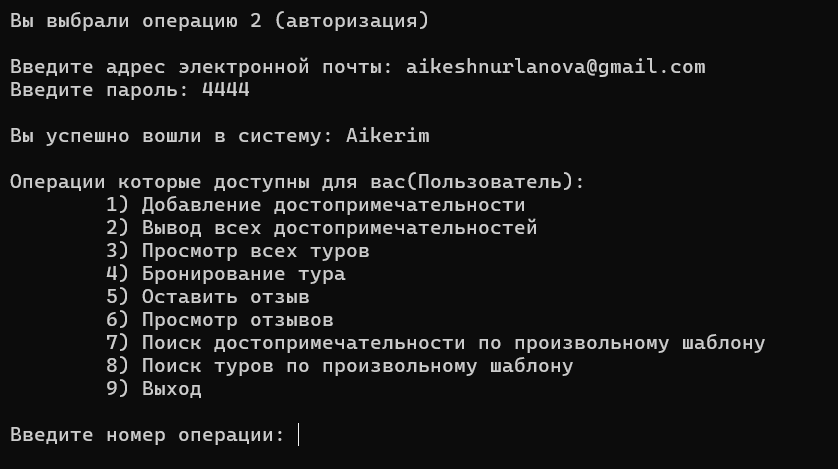 Вы выбрали операцию 2 (авторизация)
Введите адрес электронной почты: aikeshnurlanova@gmail.com
Введите пароль: 4444
Вы успешно вошли в систему: Aikerim
Операции которые доступны для вас(Пользователь):
1) Добавление достопримечательности
2) Вывод всех достопримечательностей
3) Просмотр всех туров
4) Бронирование тура
5) Оставить отзыв
6) Просмотр отзывов
7) Поиск достопримечательности по произвольному шаблону
8) Поиск туров по произвольному шаблону
9) Выход
Введите номер операции: